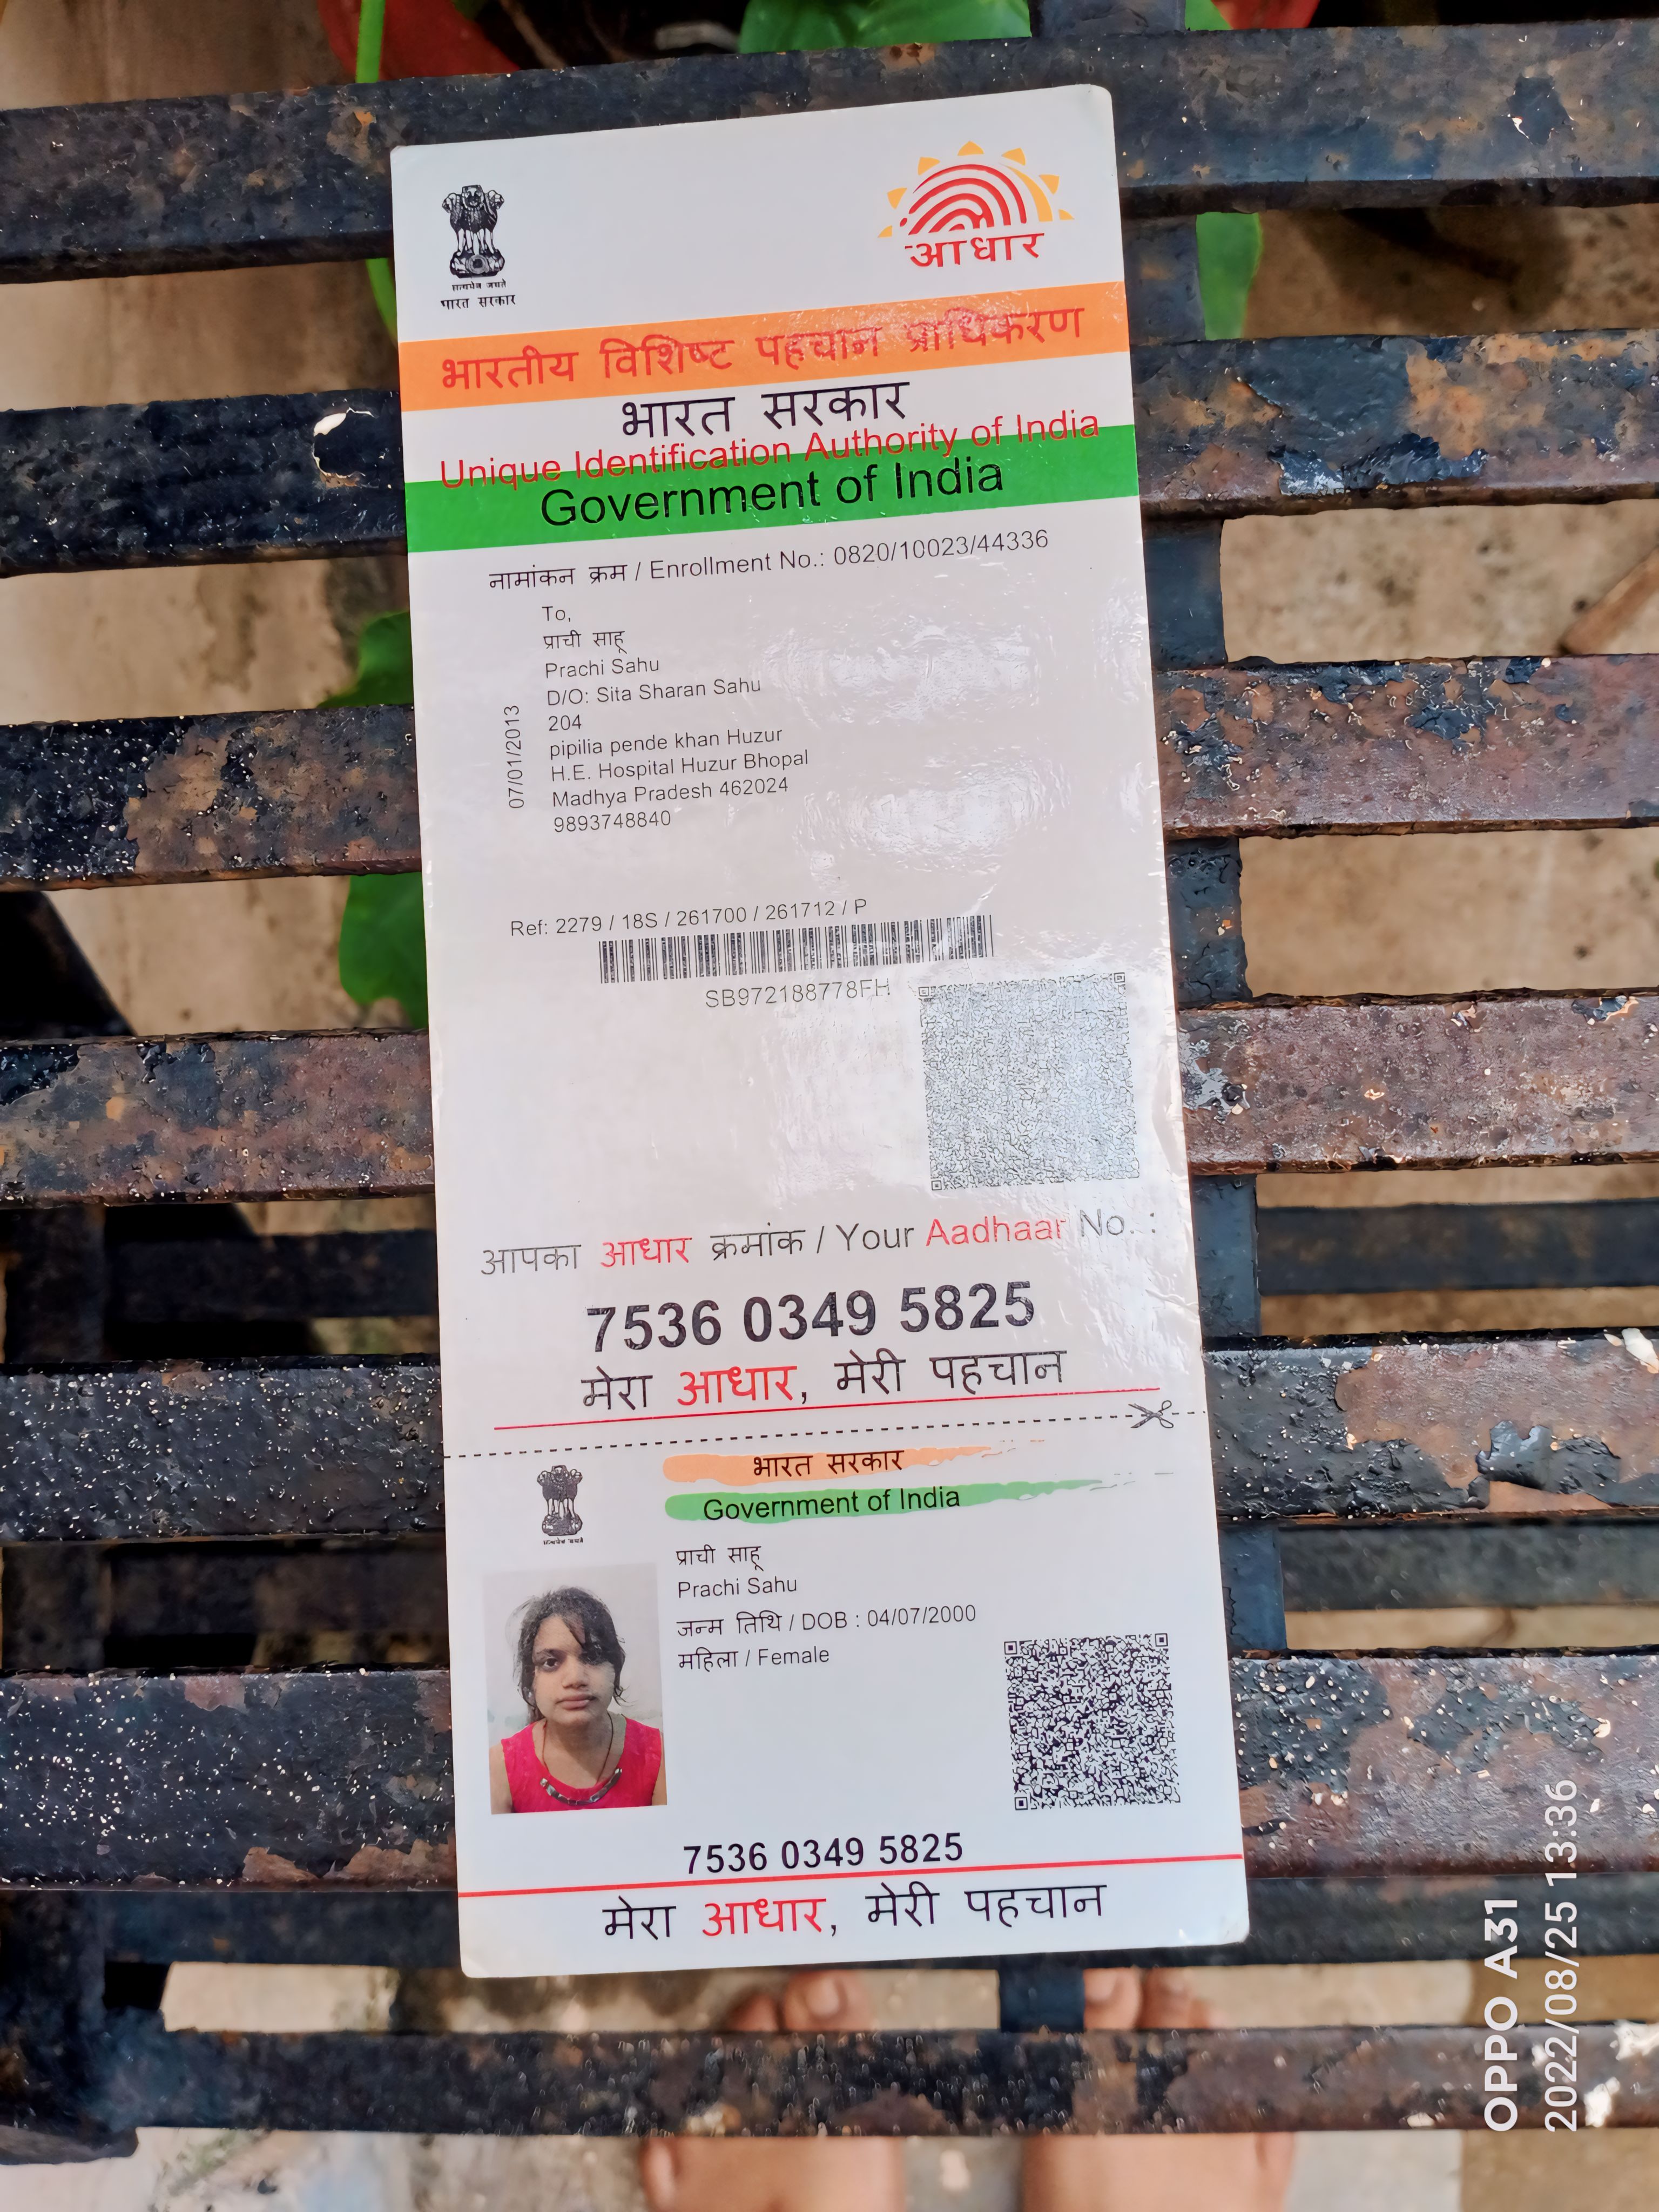 सत्यमेव जयते
भारत सरकार
आधार
भारतीय विशिष्ट पहचान प्राधिकरण
भारत सरकार
Unique Identification Authority of India
Government of India
नामांकन क्रम / Enrollment No.: 0820/10023/44336
07/01/2013
To,
प्राची साहू
Prachi Sahu
D/O: Sita Sharan Sahu
204
pipilia pende khan Huzur
H.E. Hospital Huzur Bhopal
Madhya Pradesh 462024
9893748840
Ref: 2279 / 18S / 261700 / 261712 / P
SB972188778FH
आपका आधार क्रमांक / Your Aadhaar No. :
7536 0349 5825
मेरा आधार, मेरी पहचान
सत्यमेव जयते
भारत सरकार
Government of India
प्राची साहू
Prachi Sahu
जन्म तिथि / DOB : 04/07/2000
महिला / Female
7536 0349 5825
मेरा आधार, मेरी पहचान
OPPO A31
2022/08/25 13:36